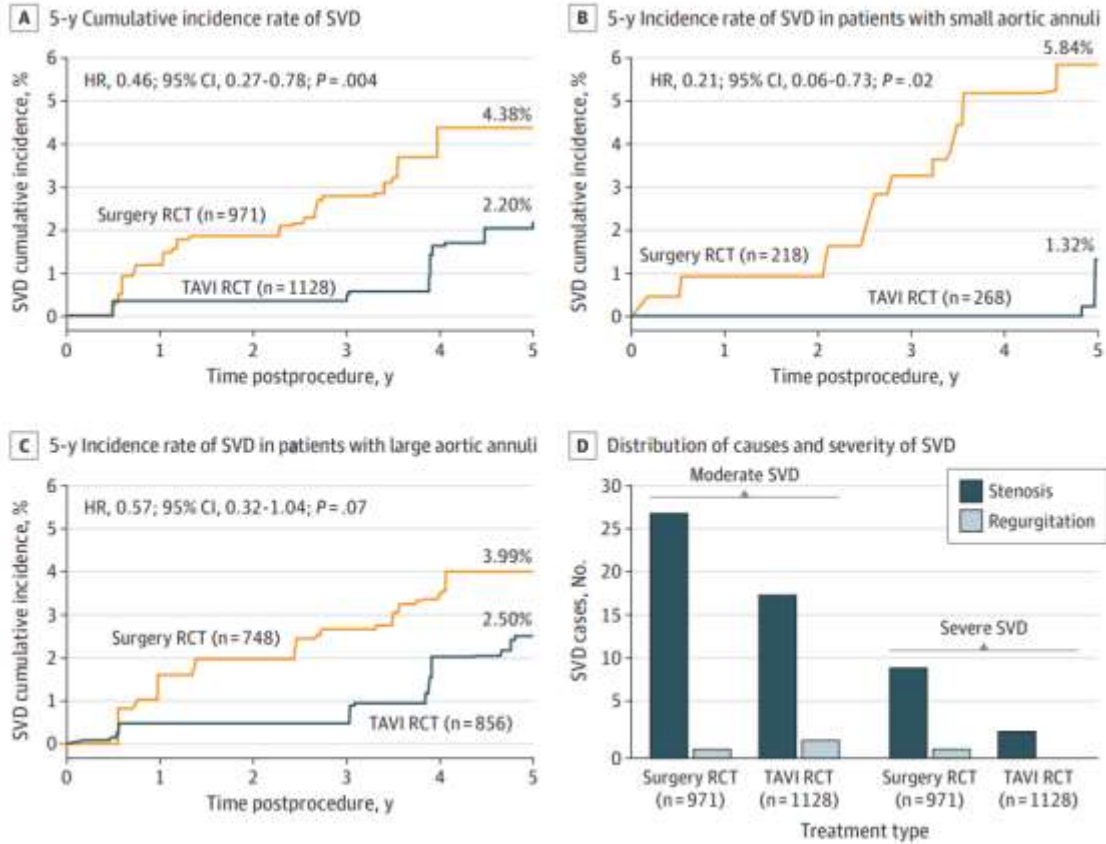 A 5-y Cumulative incidence rate of SVD
SVD cumulative incidence, %
6
5
4
3
2
1
0
HR, 0.46; 95% CI, 0.27-0.78; P = .004
4.38%
2.20%
Surgery RCT (n = 971)
TAVI RCT (n = 1128)
0 1 2 3 4 5
Time postprocedure, y
B 5-y Incidence rate of SVD in patients with small aortic annuli
SVD cumulative incidence, %
6
5
4
3
2
1
0
HR, 0.21; 95% CI, 0.06-0.73; P = .02
5.84%
1.32%
Surgery RCT (n = 218)
TAVI RCT (n = 268)
0 1 2 3 4 5
Time postprocedure, y
C 5-y Incidence rate of SVD in patients with large aortic annuli
SVD cumulative incidence, %
6
5
4
3
2
1
0
HR, 0.57; 95% CI, 0.32-1.04; P = .07
3.99%
2.50%
Surgery RCT (n = 748)
TAVI RCT (n = 856)
0 1 2 3 4 5
Time postprocedure, y
D Distribution of causes and severity of SVD
SVD cases, No.
30
25
20
15
10
5
0
Moderate SVD
Stenosis
Regurgitation
Severe SVD
Surgery RCT TAVI RCT Surgery RCT TAVI RCT
(n = 971) (n = 1128) (n = 971) (n = 1128)
Treatment type